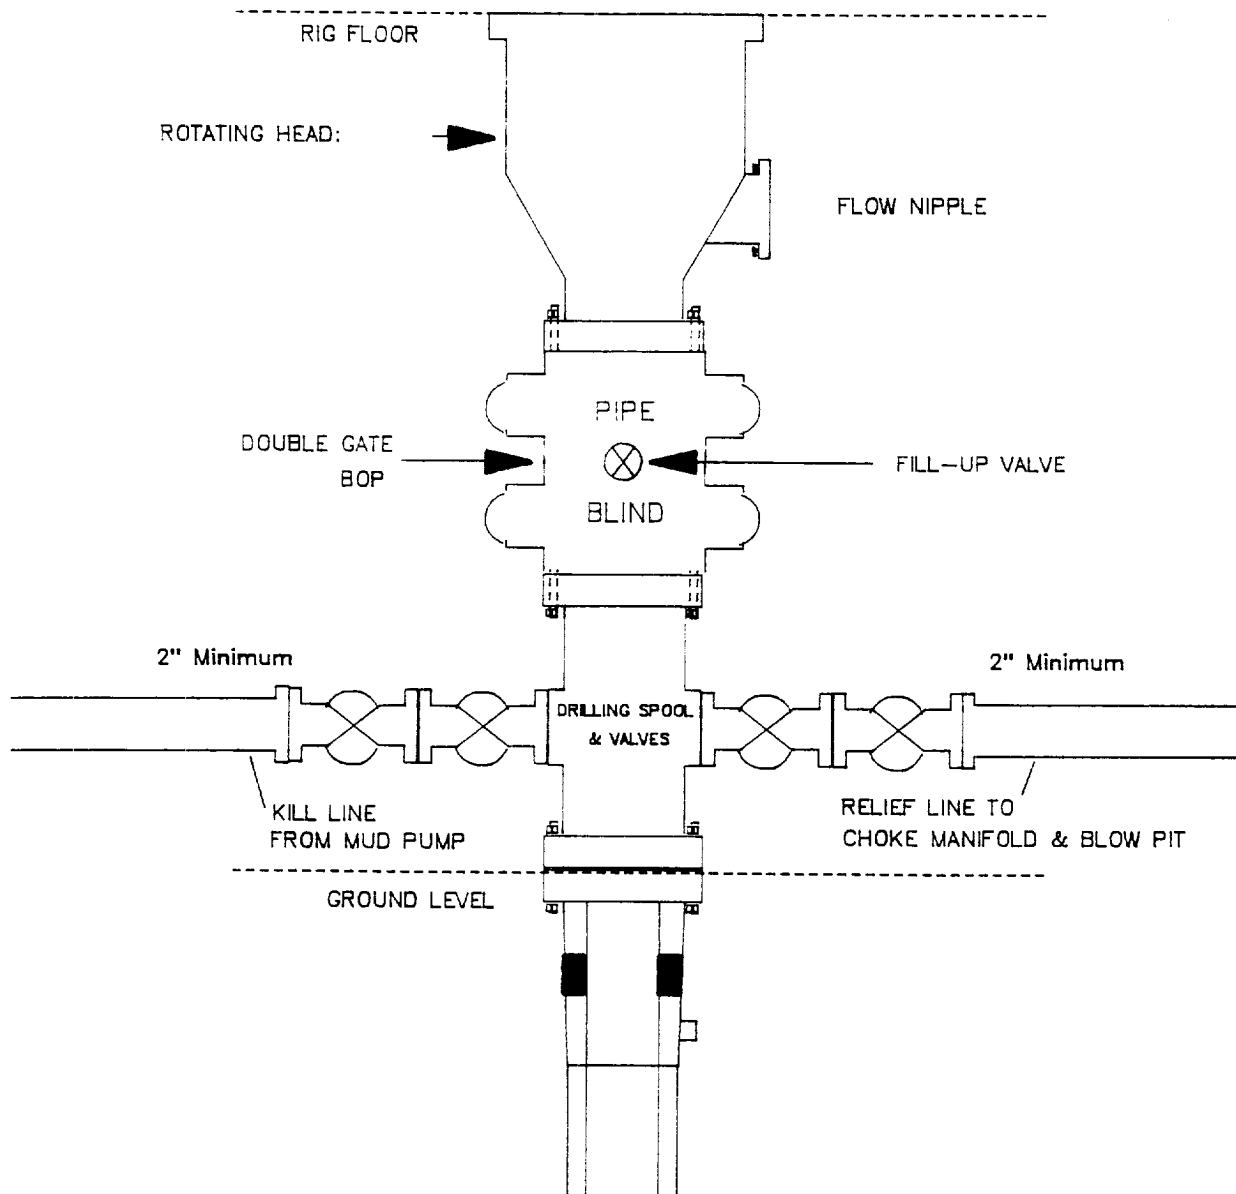 RIG FLOOR
ROTATING HEAD:
FLOW NIPPLE
PIPE
DOUBLE GATE
BOP
FILL-UP VALVE
BLIND
2" Minimum
2" Minimum
DRILLING SPOOL
& VALVES
KILL LINE
FROM MUD PUMP
RELIEF LINE TO
CHOKE MANIFOLD & BLOW PIT
GROUND LEVEL